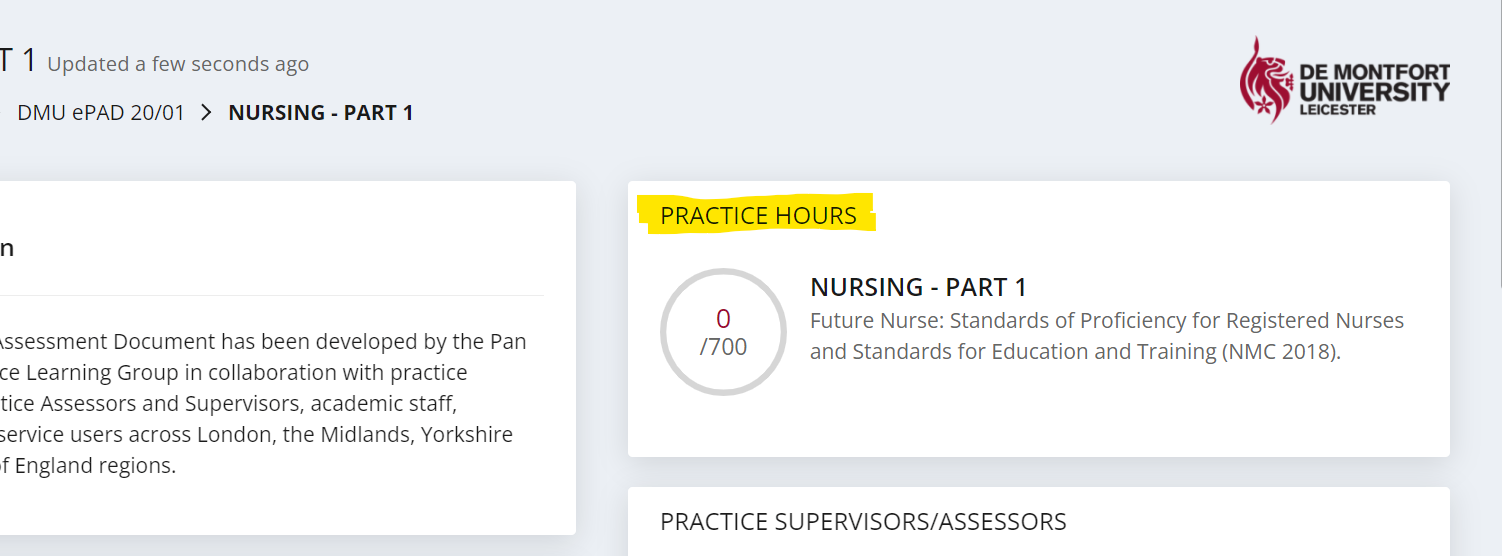 T 1 Updated a few seconds ago
DMU ePAD 20/01 > NURSING - PART 1
DE MONTFORT
UNIVERSITY
LEICESTER
n
Assessment Document has been developed by the Pan
ce Learning Group in collaboration with practice
tice Assessors and Supervisors, academic staff,
service users across London, the Midlands, Yorkshire
of England regions.
PRACTICE HOURS
0
/700
NURSING - PART 1
Future Nurse: Standards of Proficiency for Registered Nurses
and Standards for Education and Training (NMC 2018).
PRACTICE SUPERVISORS/ASSESSORS